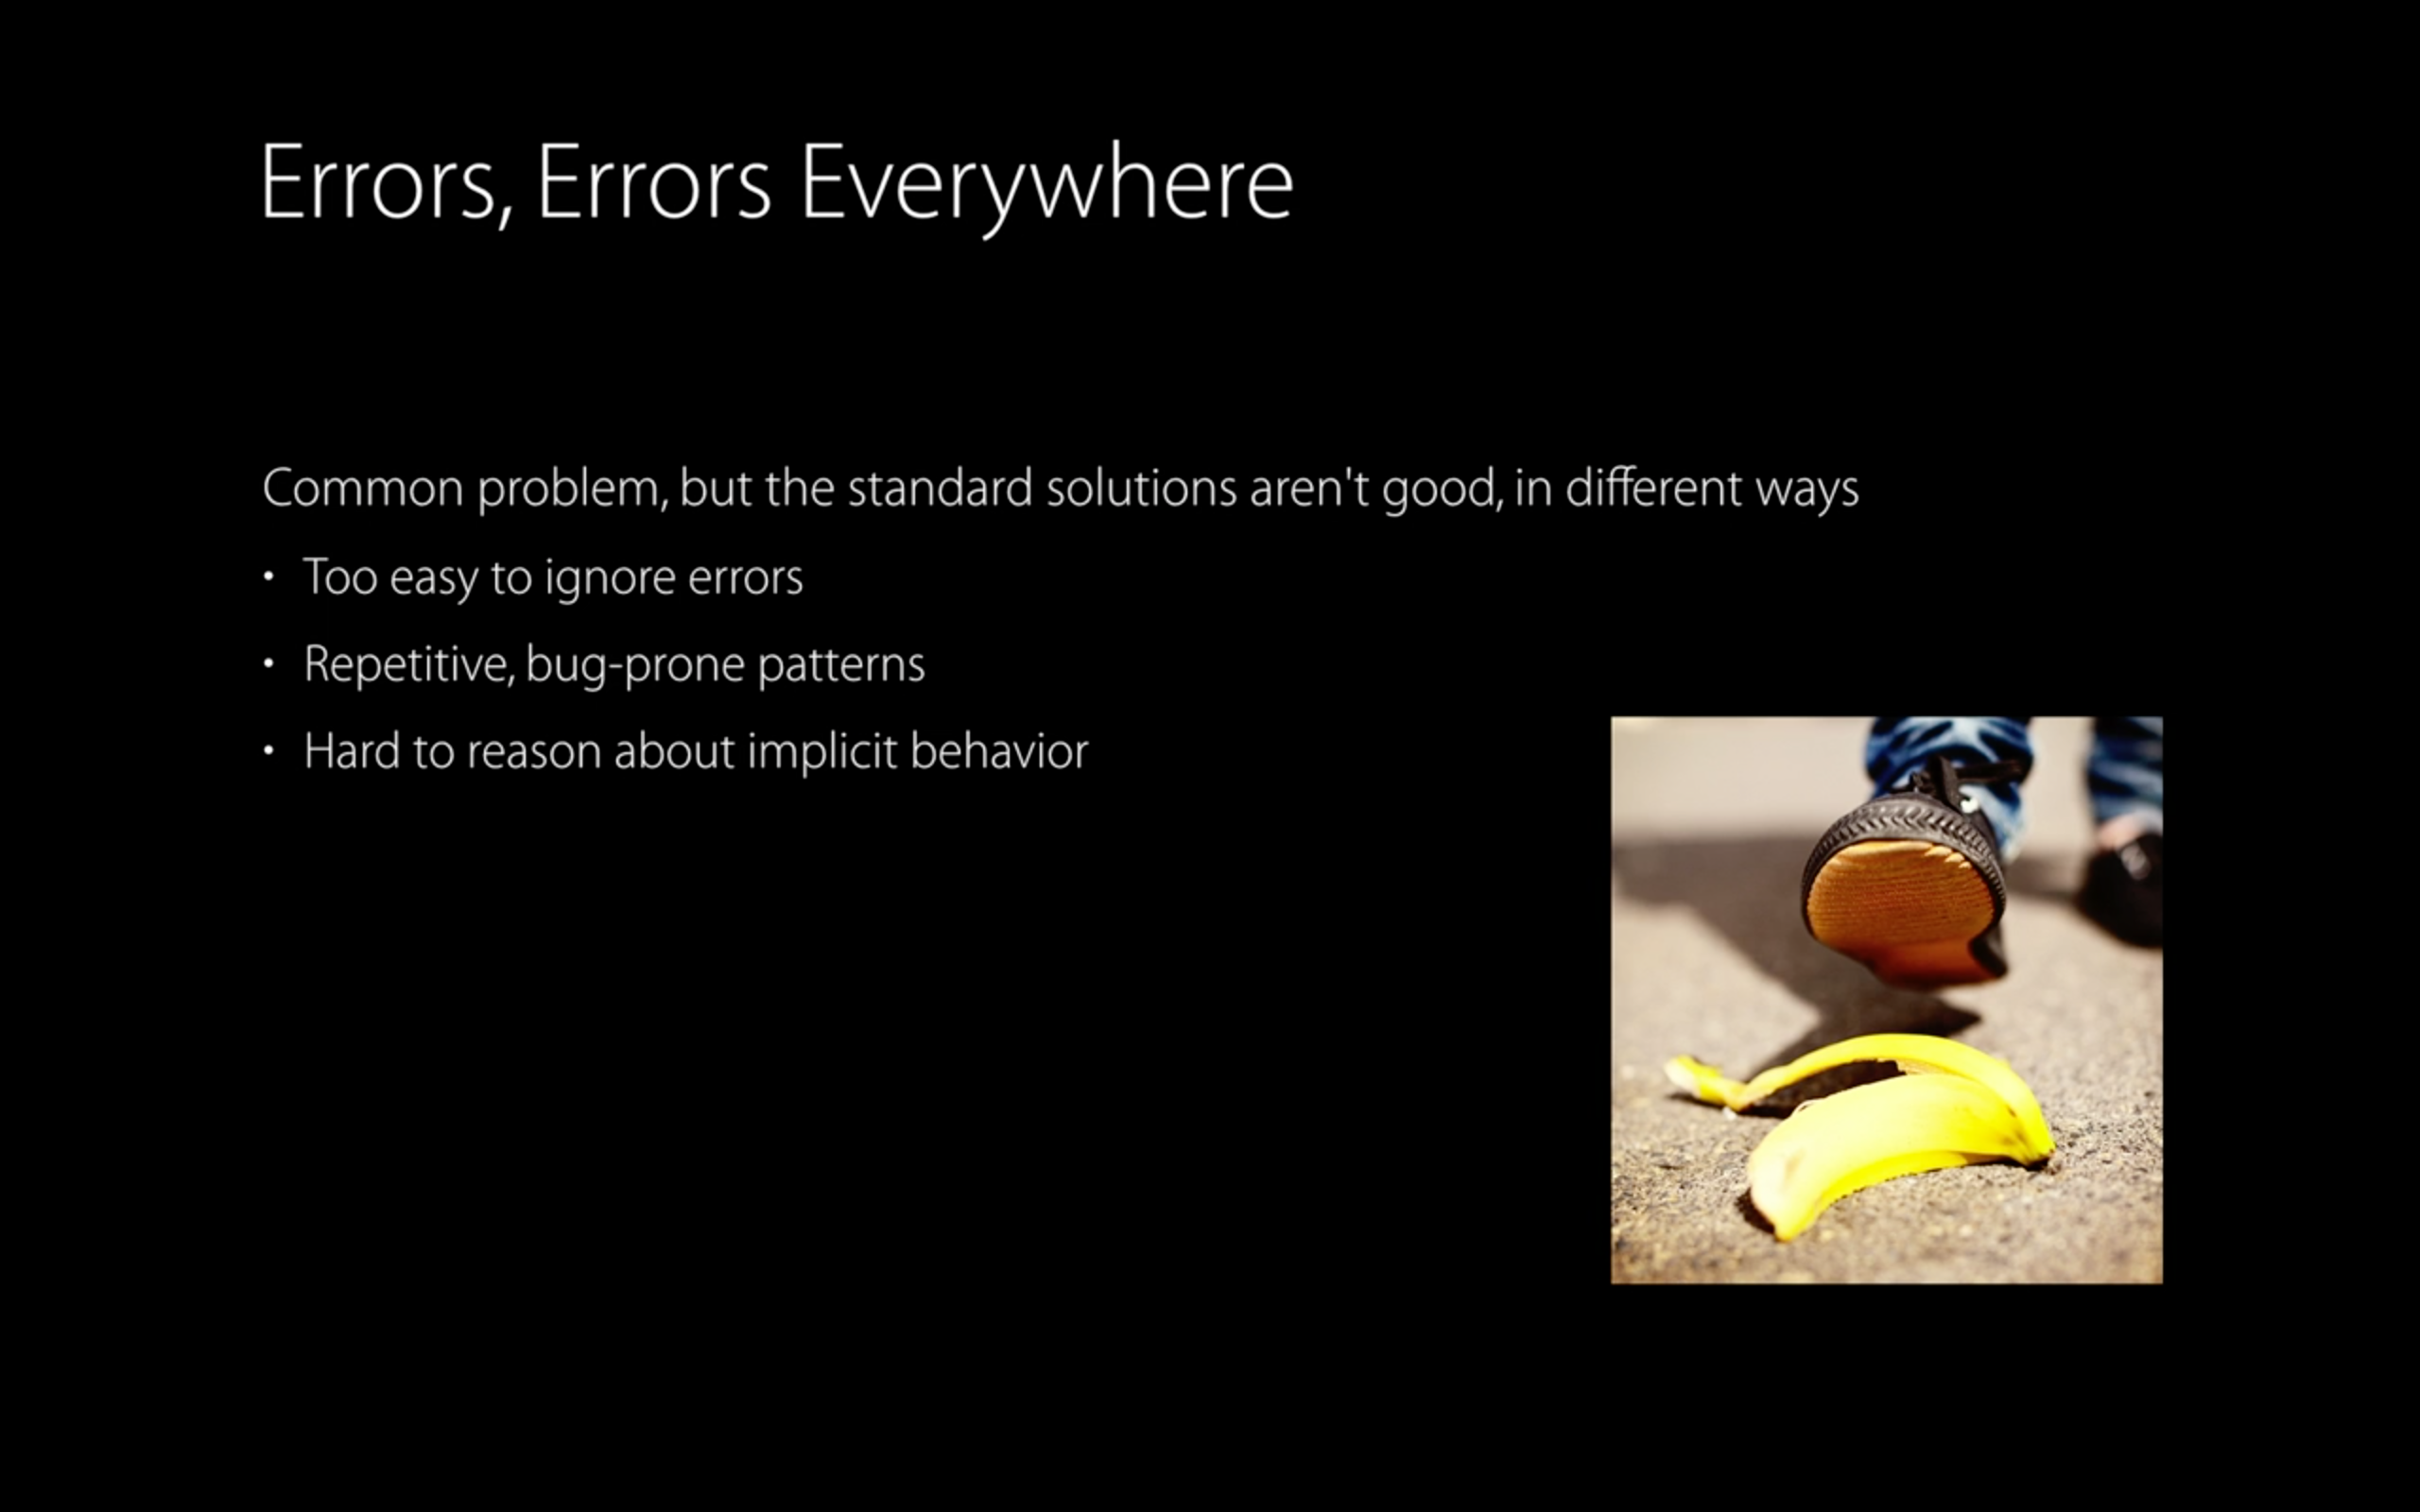 Errors, Errors Everywhere
Common problem, but the standard solutions aren't good, in different ways
• Too easy to ignore errors
• Repetitive, bug-prone patterns
• Hard to reason about implicit behavior